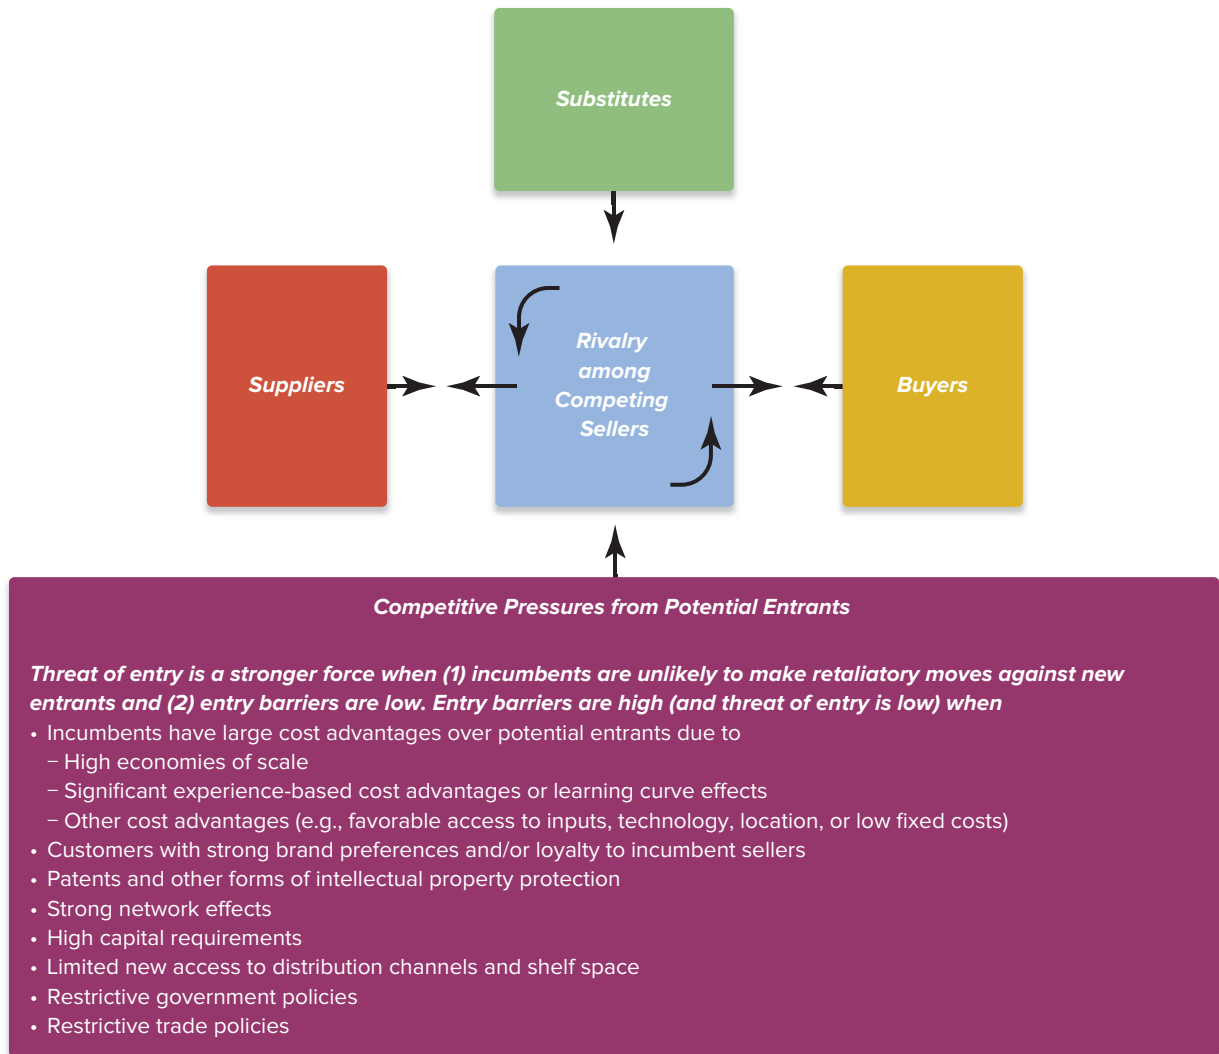 Substitutes
Suppliers
Rivalry
among
Competing
Sellers
Buyers
Competitive Pressures from Potential Entrants
Threat of entry is a stronger force when (1) incumbents are unlikely to make retaliatory moves against new
entrants and (2) entry barriers are low. Entry barriers are high (and threat of entry is low) when
• Incumbents have large cost advantages over potential entrants due to
– High economies of scale
– Significant experience-based cost advantages or learning curve effects
– Other cost advantages (e.g., favorable access to inputs, technology, location, or low fixed costs)
• Customers with strong brand preferences and/or loyalty to incumbent sellers
• Patents and other forms of intellectual property protection
• Strong network effects
• High capital requirements
• Limited new access to distribution channels and shelf space
• Restrictive government policies
• Restrictive trade policies